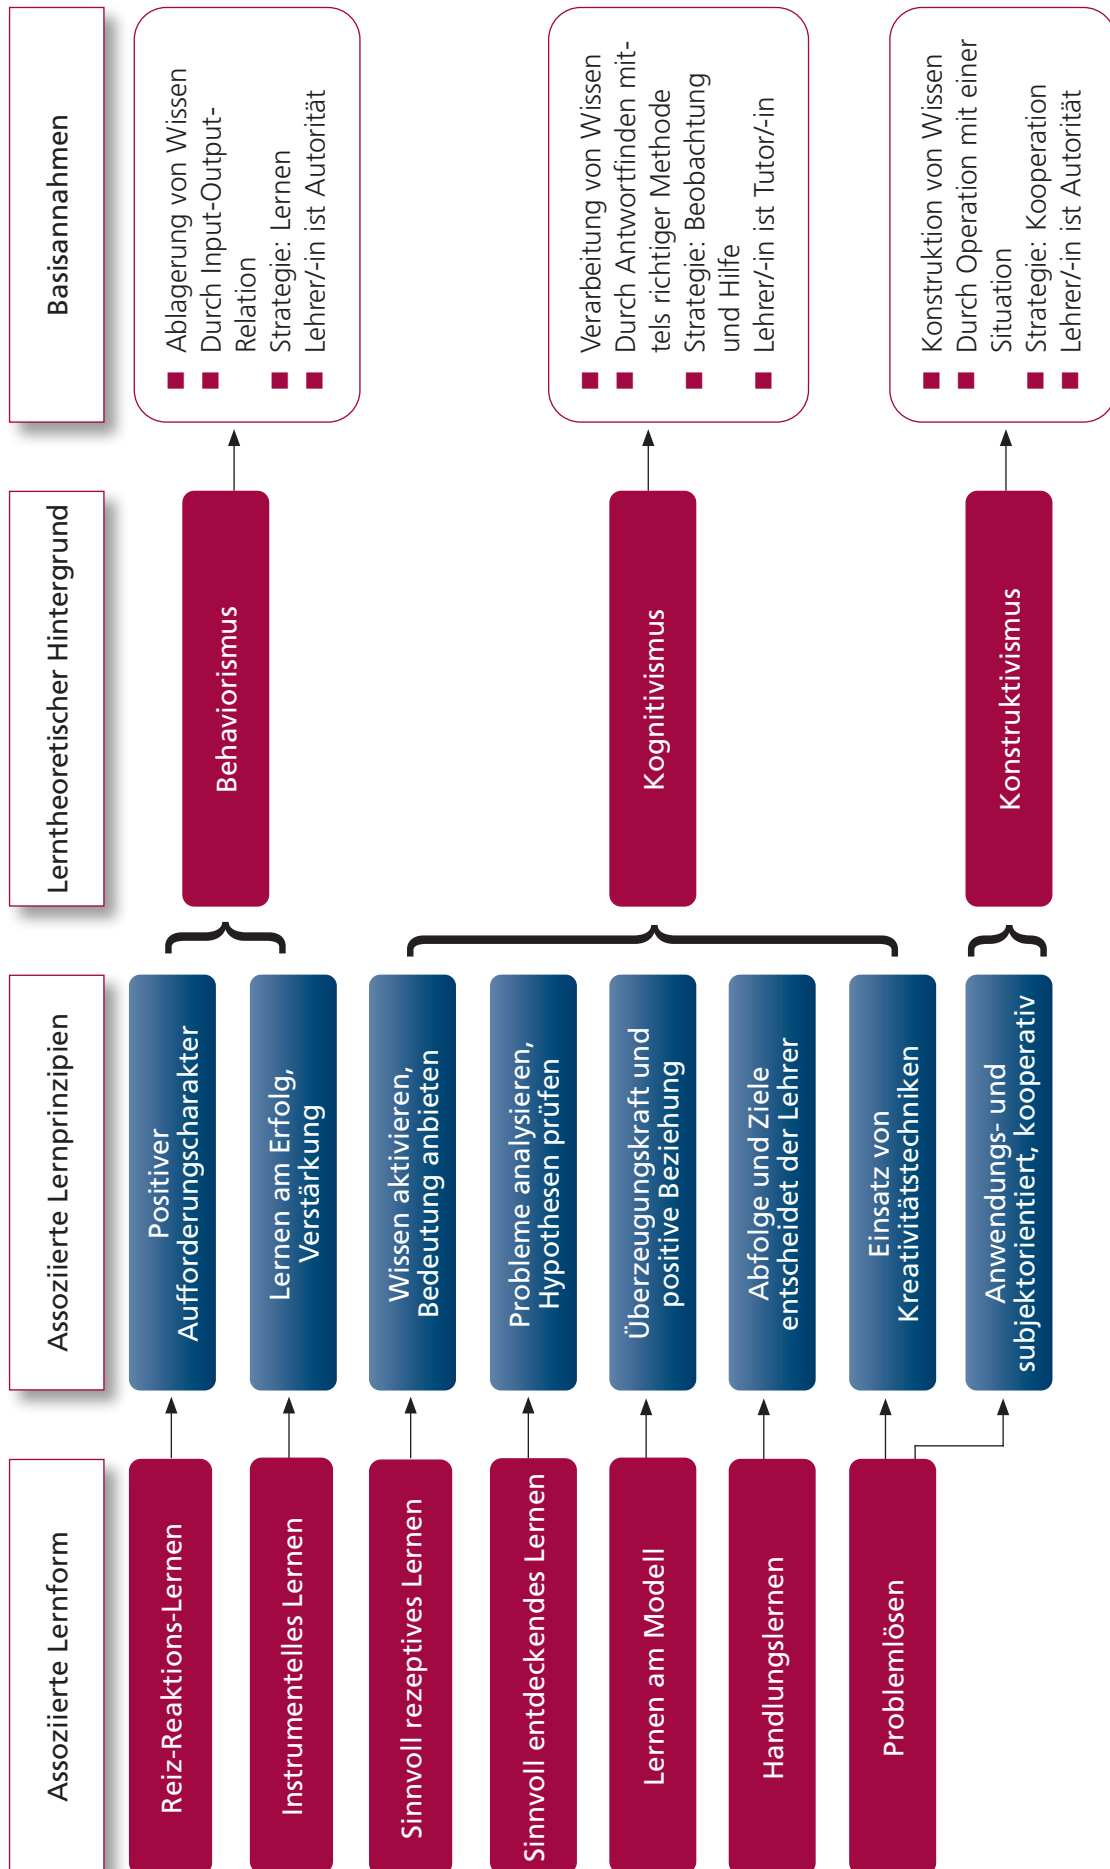 Assoziierte Lernform
Assoziierte Lernprinzipien
Lerntheoretischer Hintergrund
Basisannahmen
Reiz-Reaktions-Lernen
Positiver
Aufforderungscharakter
Instrumentelles Lernen
Lernen am Erfolg,
Verstärkung
Behaviorismus
Ablagerung von Wissen
Durch Input-Output-
Relation
Strategie: Lernen
Lehrer/-in ist Autorität
Sinnvoll rezeptives Lernen
Wissen aktivieren,
Bedeutung anbieten
Sinnvoll entdeckendes Lernen
Probleme analysieren,
Hypothesen prüfen
Lernen am Modell
Überzeugungskraft und
positive Beziehung
Handlungslernen
Abfolge und Ziele
entscheidet der Lehrer
Problemlösen
Einsatz von
Kreativitätstechniken
Kognitivismus
Verarbeitung von Wissen
Durch Antwortfinden mit-
tels richtiger Methode
Strategie: Beobachtung
und Hilfe
Lehrer/-in ist Tutor/-in
Anwendungs- und
subjektorientiert, kooperativ
Konstruktivismus
Konstruktion von Wissen
Durch Operation mit einer
Situation
Strategie: Kooperation
Lehrer/-in ist Autorität